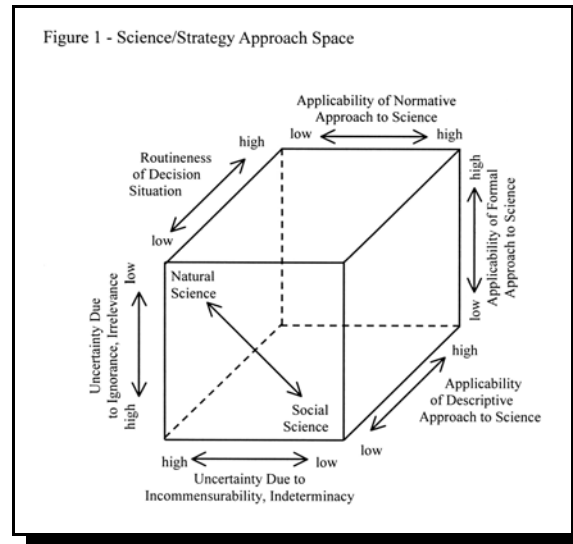 Figure 1 - Science/Strategy Approach Space
Applicability of Normative
Approach to Science
low
high
high
Routineness
of Decision
Situation
low
high
Applicability of Formal
Approach to Science
low
low
Uncertainty Due
to Ignorance, Irrelevance
high
Natural
Science
Social
Science
high
Applicability
of Descriptive
Approach to Science
low
high
low
Uncertainty Due to
Incommensurability, Indeterminacy